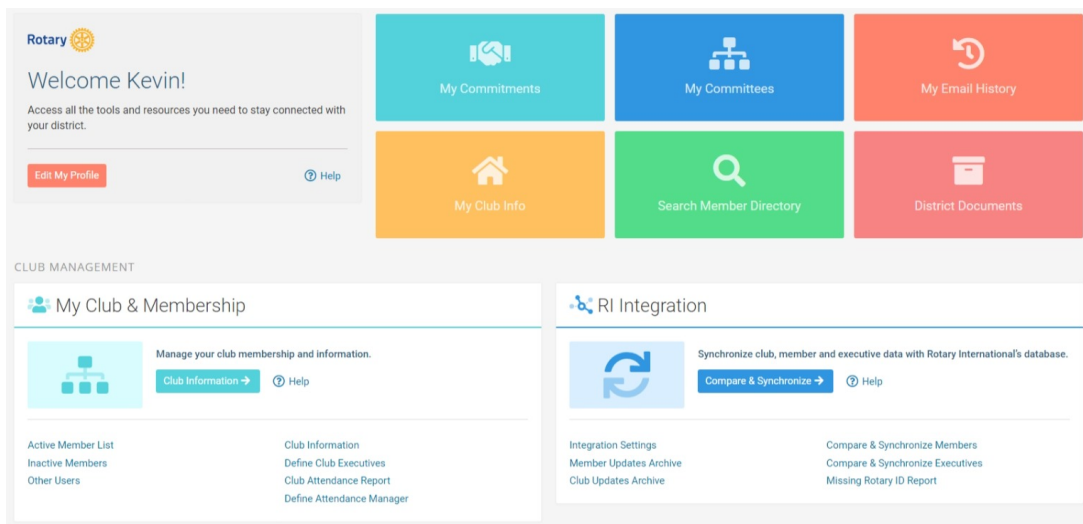 Rotary
Welcome Kevin!
Access all the tools and resources you need to stay connected with
your district.
Edit My Profile
Help
My Commitments
My Committees
My Email History
My Club Info
Search Member Directory
District Documents
CLUB MANAGEMENT
My Club & Membership
Manage your club membership and information.
Club Information
Help
Active Member List
Inactive Members
Other Users
Club Information
Define Club Executives
Club Attendance Report
Define Attendance Manager
RI Integration
Synchronize club, member and executive data with Rotary International's database.
Compare & Synchronize
Help
Integration Settings
Member Updates Archive
Club Updates Archive
Compare & Synchronize Members
Compare & Synchronize Executives
Missing Rotary ID Report